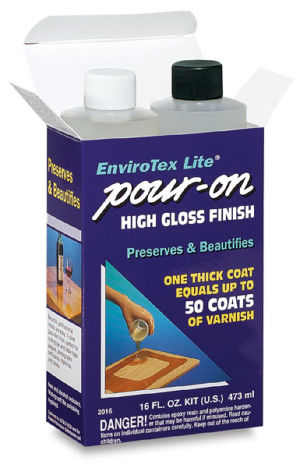 EnviroTex Lite®
pour-on
HIGH GLOSS FINISH
Preserves & Beautifies
ONE THICK COAT
EQUALS UP TO
50 COATS
OF VARNISH
2016
16 FL. OZ. KIT (U.S.) 473 ml
DANGER! Contains epoxy resin and polyamine harden-
er that may be harmful if misused. Read cau-
tions on individual containers carefully. Keep out of the reach of
children.
Preserves
& Beautifies